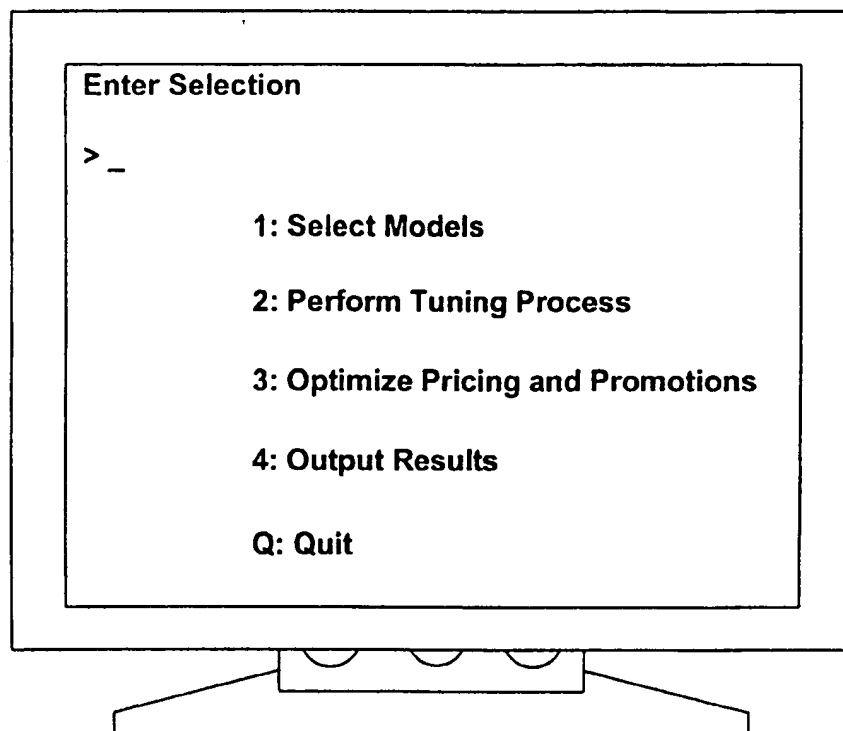 Enter Selection
> _
1: Select Models
2: Perform Tuning Process
3: Optimize Pricing and Promotions
4: Output Results
Q: Quit